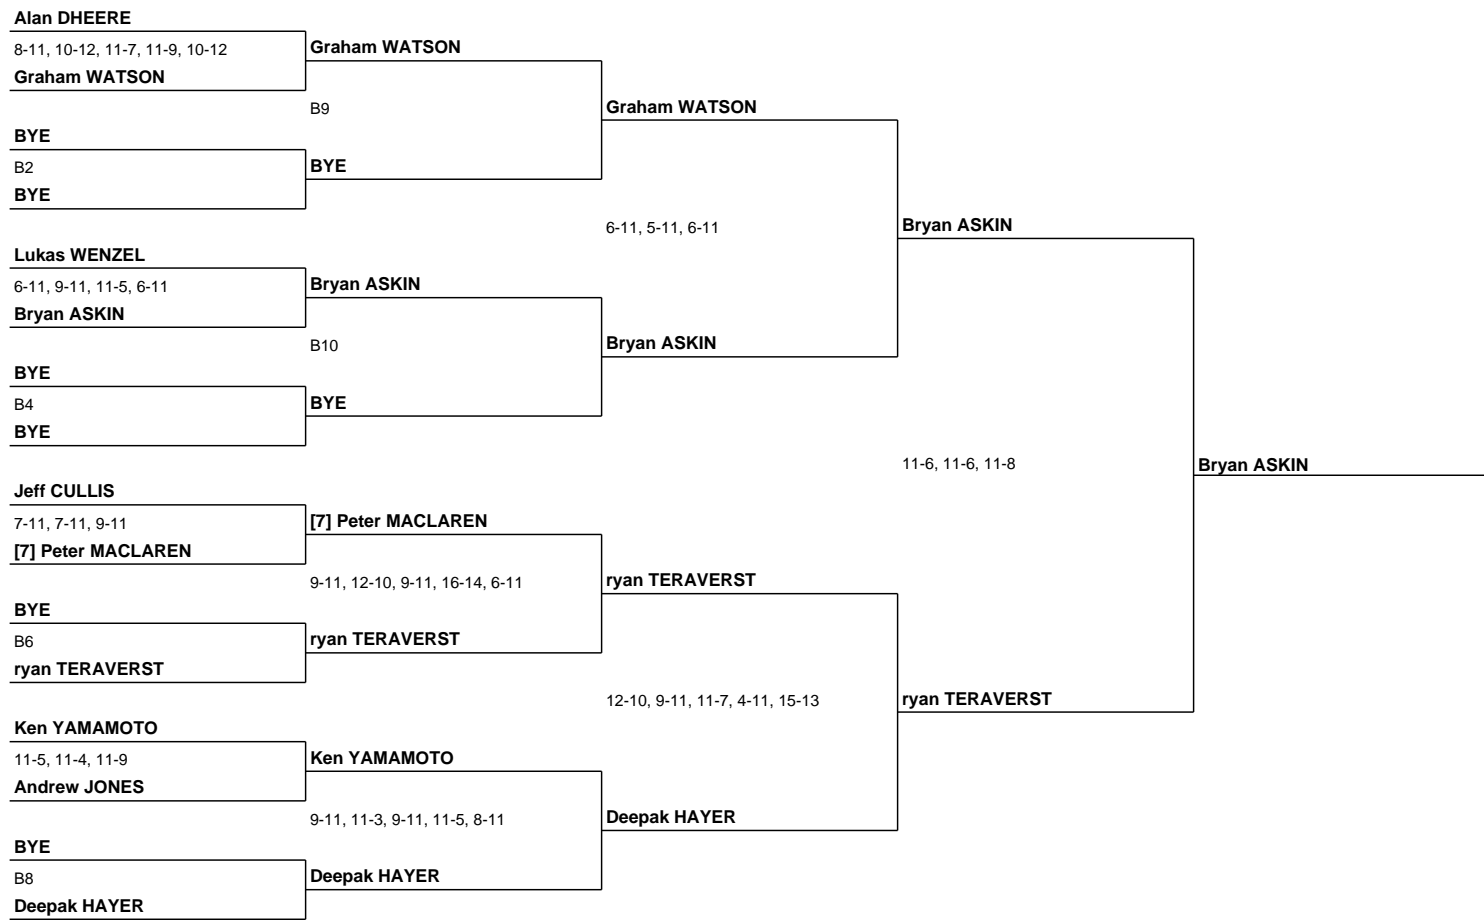 Alan DHEERE
8-11, 10-12, 11-7, 11-9, 10-12
Graham WATSON
BYE
B2
BYE
Lukas WENZEL
6-11, 9-11, 11-5, 6-11
Bryan ASKIN
BYE
B4
BYE
Jeff CULLIS
7-11, 7-11, 9-11
[7] Peter MACLAREN
BYE
B6
ryan TERAVERST
Ken YAMAMOTO
11-5, 11-4, 11-9
Andrew JONES
BYE
B8
Deepak HAYER
Graham WATSON
B9
BYE
Bryan ASKIN
B10
BYE
[7] Peter MACLAREN
9-11, 12-10, 9-11, 16-14, 6-11
ryan TERAVERST
Ken YAMAMOTO
9-11, 11-3, 9-11, 11-5, 8-11
Deepak HAYER
Graham WATSON
6-11, 5-11, 6-11
Bryan ASKIN
ryan TERAVERST
12-10, 9-11, 11-7, 4-11, 15-13
Deepak HAYER
Bryan ASKIN
11-6, 11-6, 11-8
ryan TERAVERST
Bryan ASKIN